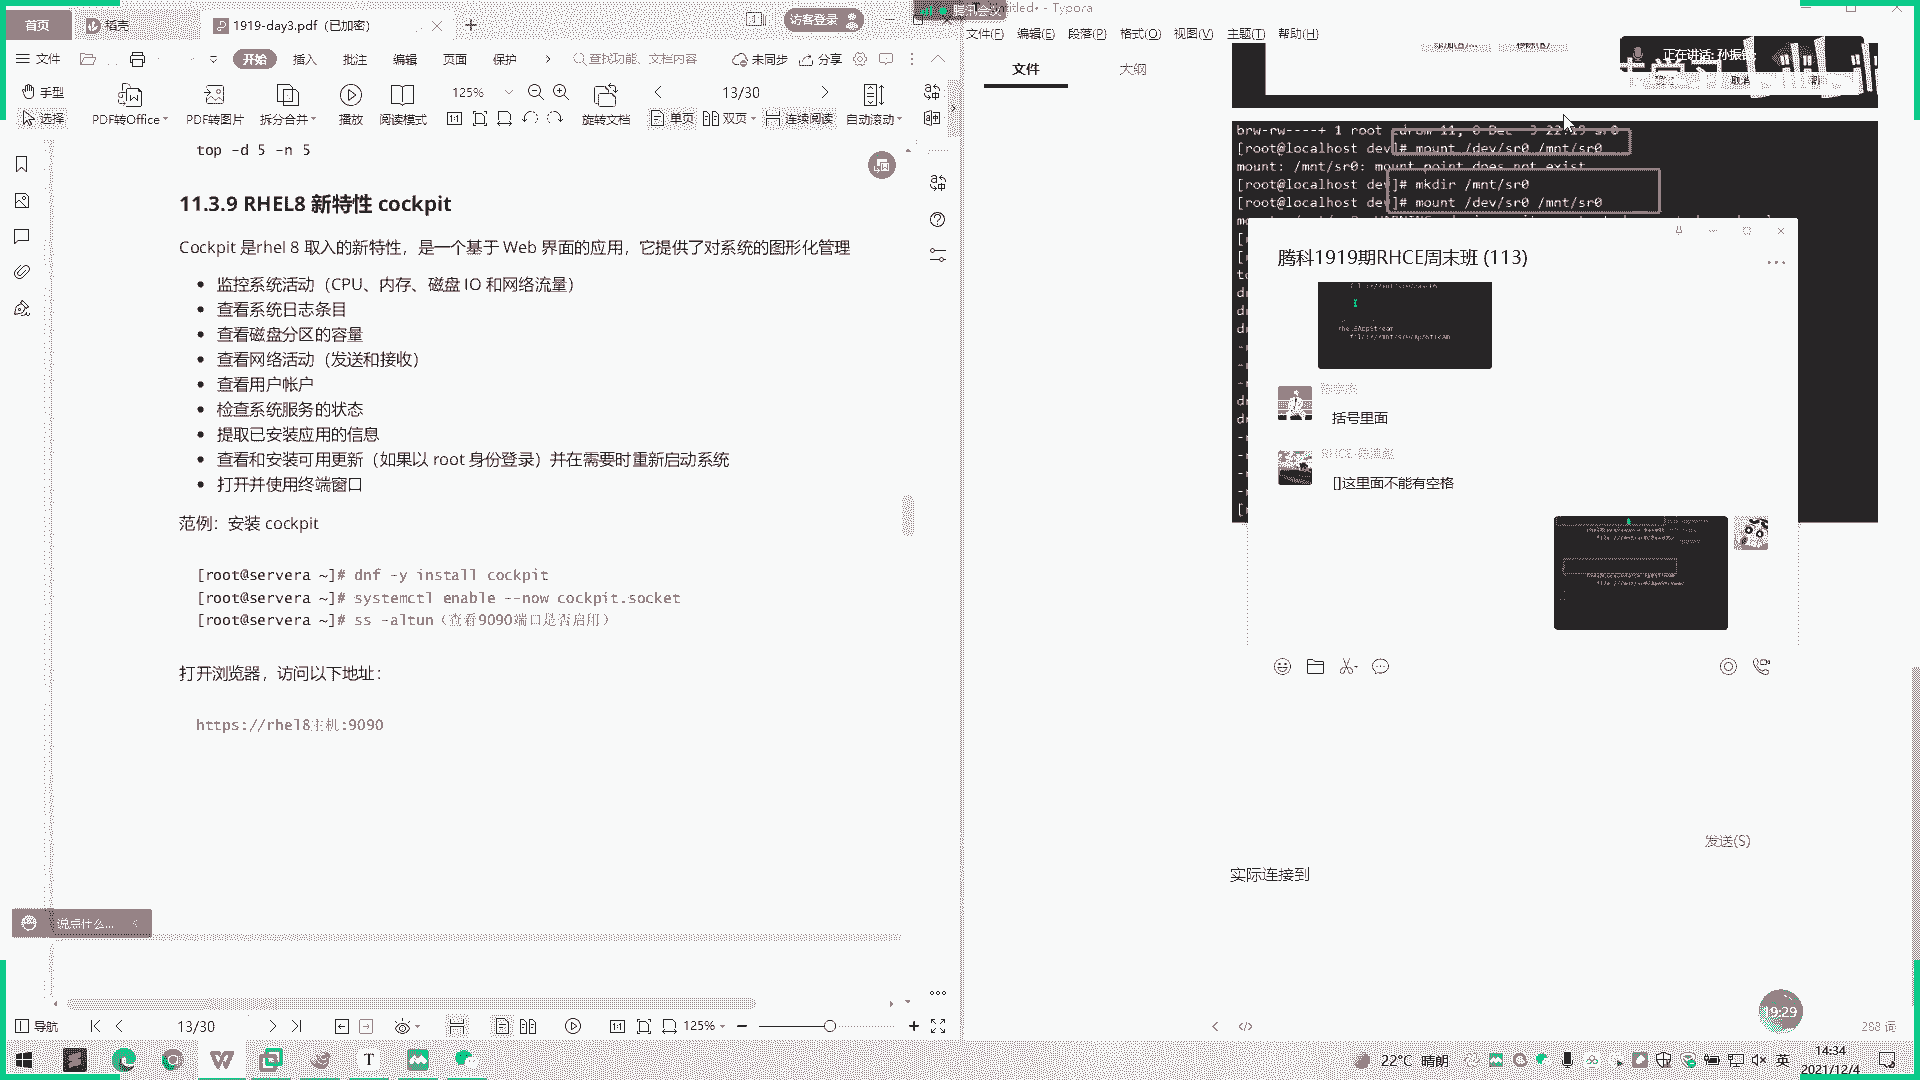 首页
稻壳
1919-day3.pdf（已加密）
访客登录
文件
开始
插入
批注
编辑
页面
保护
查找功能、文档内容
未同步
分享
手型
选择
PDF转Office
PDF转图片
拆分合并
播放
阅读模式
125%
旋转文档
13/30
单页
双页
连续阅读
自动滚动
top -d 5 -n 5
11.3.9 RHEL8 新特性 cockpit
Cockpit 是rhel 8 取入的新特性，是一个基于 Web 界面的应用，它提供了对系统的图形化管理
监控系统活动（CPU、内存、磁盘 IO 和网络流量）
查看系统日志条目
查看磁盘分区的容量
查看网络活动（发送和接收）
查看用户帐户
检查系统服务的状态
提取已安装应用的信息
查看和安装可用更新（如果以 root 身份登录）并在需要时重新启动系统
打开并使用终端窗口
范例：安装 cockpit
[root@servera ~]# dnf -y install cockpit
[root@servera ~]# systemctl enable --now cockpit.socket
[root@servera ~]# ss -altun（查看9090端口是否启用）
打开浏览器，访问以下地址：
https://rhel8主机:9090
说点什么...
导航
13/30
125%
- Typora
文件(F)
编辑(E)
段落(P)
格式(O)
视图(V)
主题(T)
帮助(H)
文件
大纲
正在讲话:
brw-rw----+ 1 root
[root@localhost dev]# mount /dev/sr0 /mnt/sr0
mount: /mnt/sr0: mount point does not exist
[root@localhost dev]# mkdir /mnt/sr0
[root@localhost dev]# mount /dev/sr0 /mnt/sr0
腾科1919期RHCE周末班 (113)
括号里面
[]这里面不能有空格
发送(S)
实际连接到
19:29
288 词
22°C 晴朗
英
14:34
2021/12/4